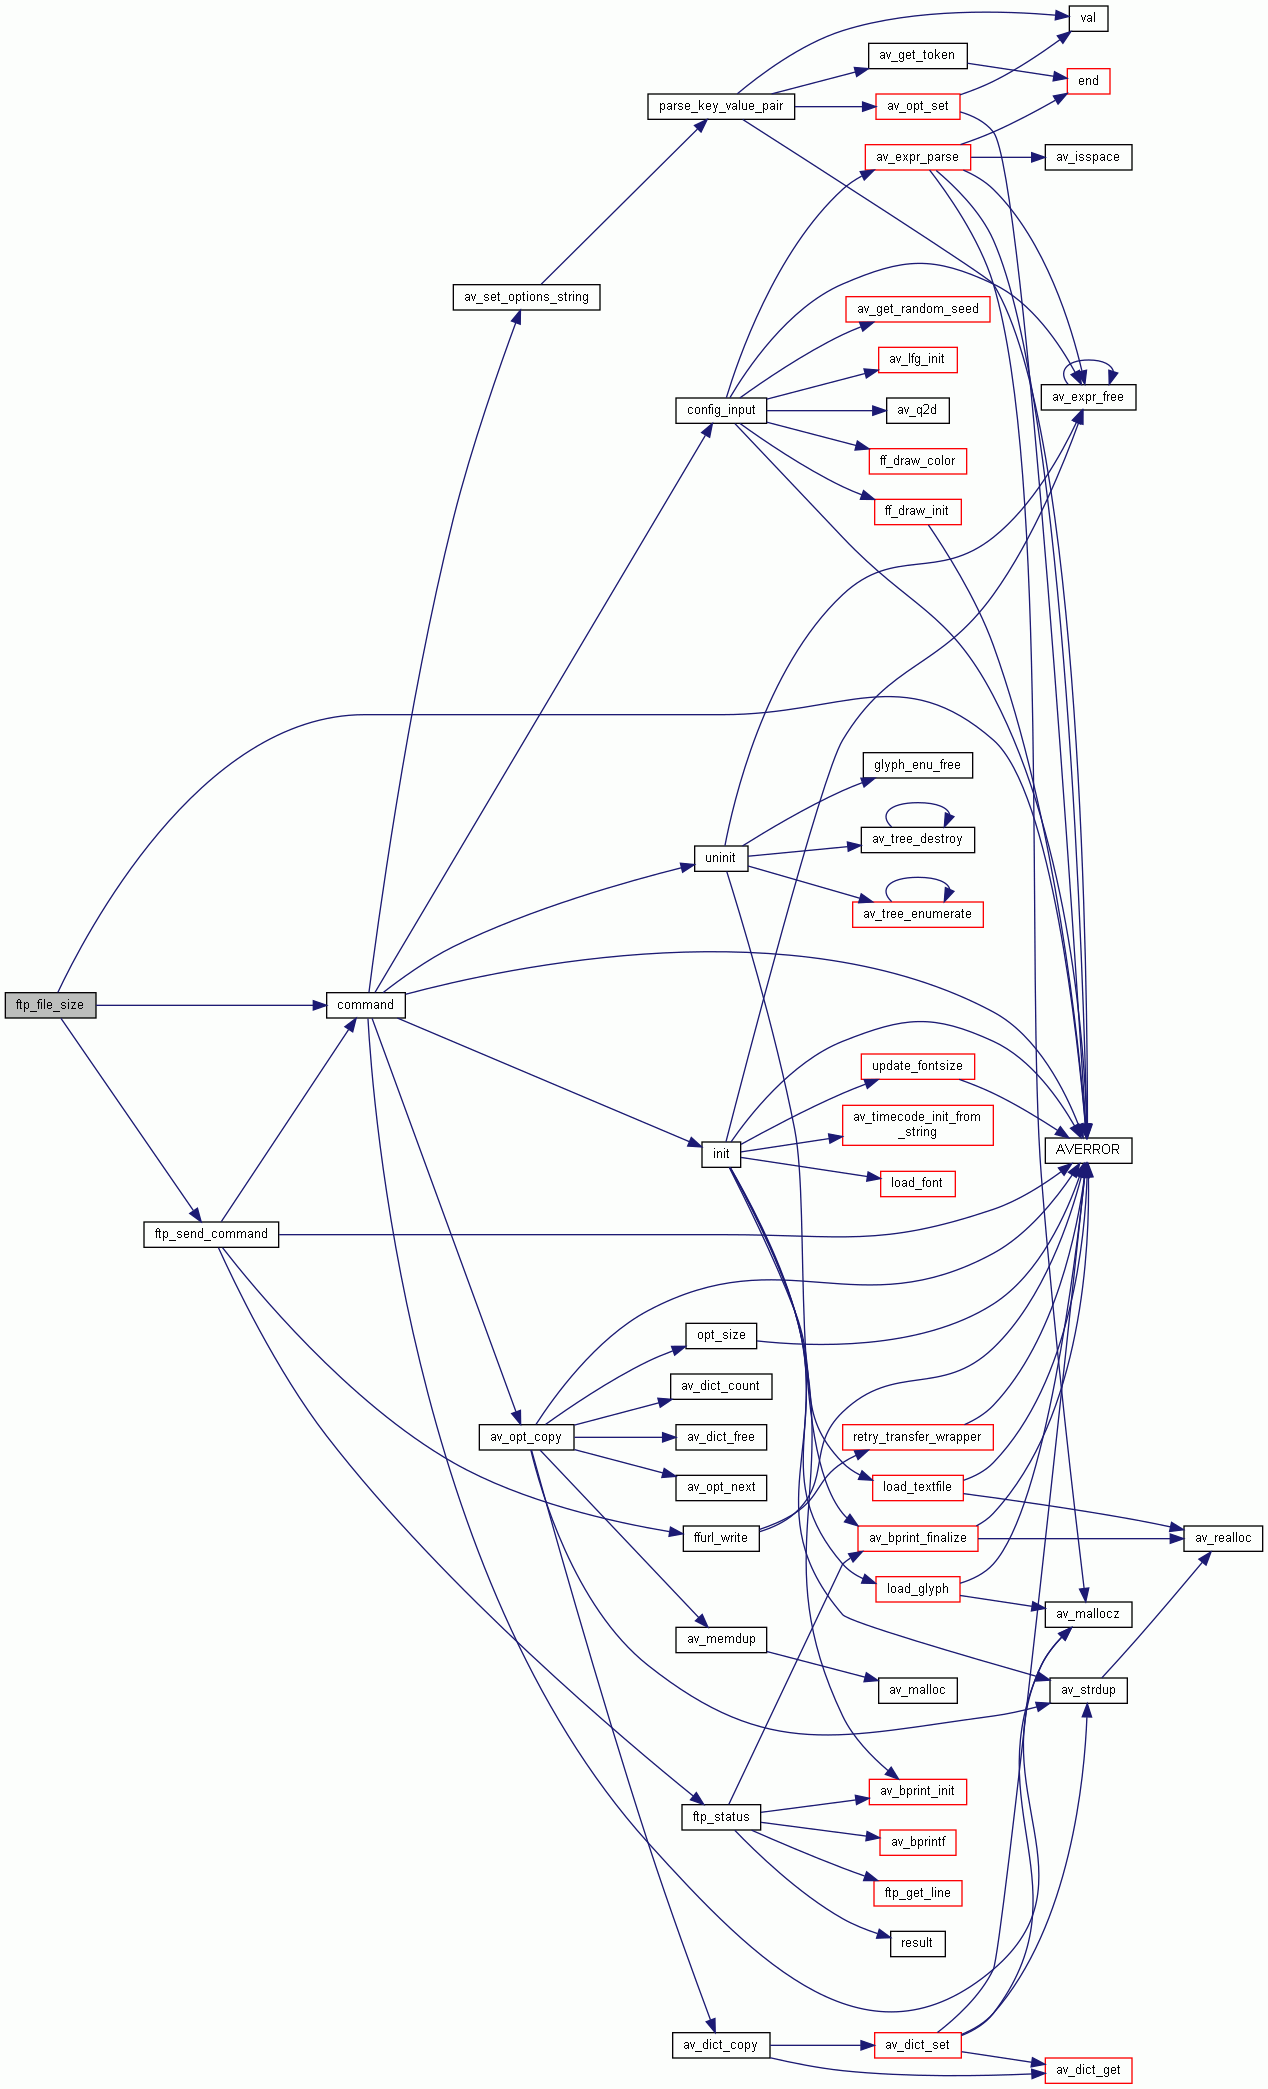 val
av_get_token
end
parse_key_value_pair
av_opt_set
av_expr_parse
av_isspace
av_set_options_string
av_get_random_seed
av_lfg_init
av_expr_free
config_input
av_q2d
ff_draw_color
ff_draw_init
glyph_enu_free
av_tree_destroy
uninit
av_tree_enumerate
ftp_file_size
command
update_fontsize
av_timecode_init_from
_string
AVERROR
init
load_font
ftp_send_command
opt_size
av_dict_count
av_opt_copy
av_dict_free
retry_transfer_wrapper
av_opt_next
load_textfile
ffurl_write
av_bprint_finalize
av_realloc
load_glyph
av_mallocz
av_memdup
av_malloc
av_strdup
av_bprint_init
ftp_status
av_bprintf
ftp_get_line
result
av_dict_copy
av_dict_set
av_dict_get